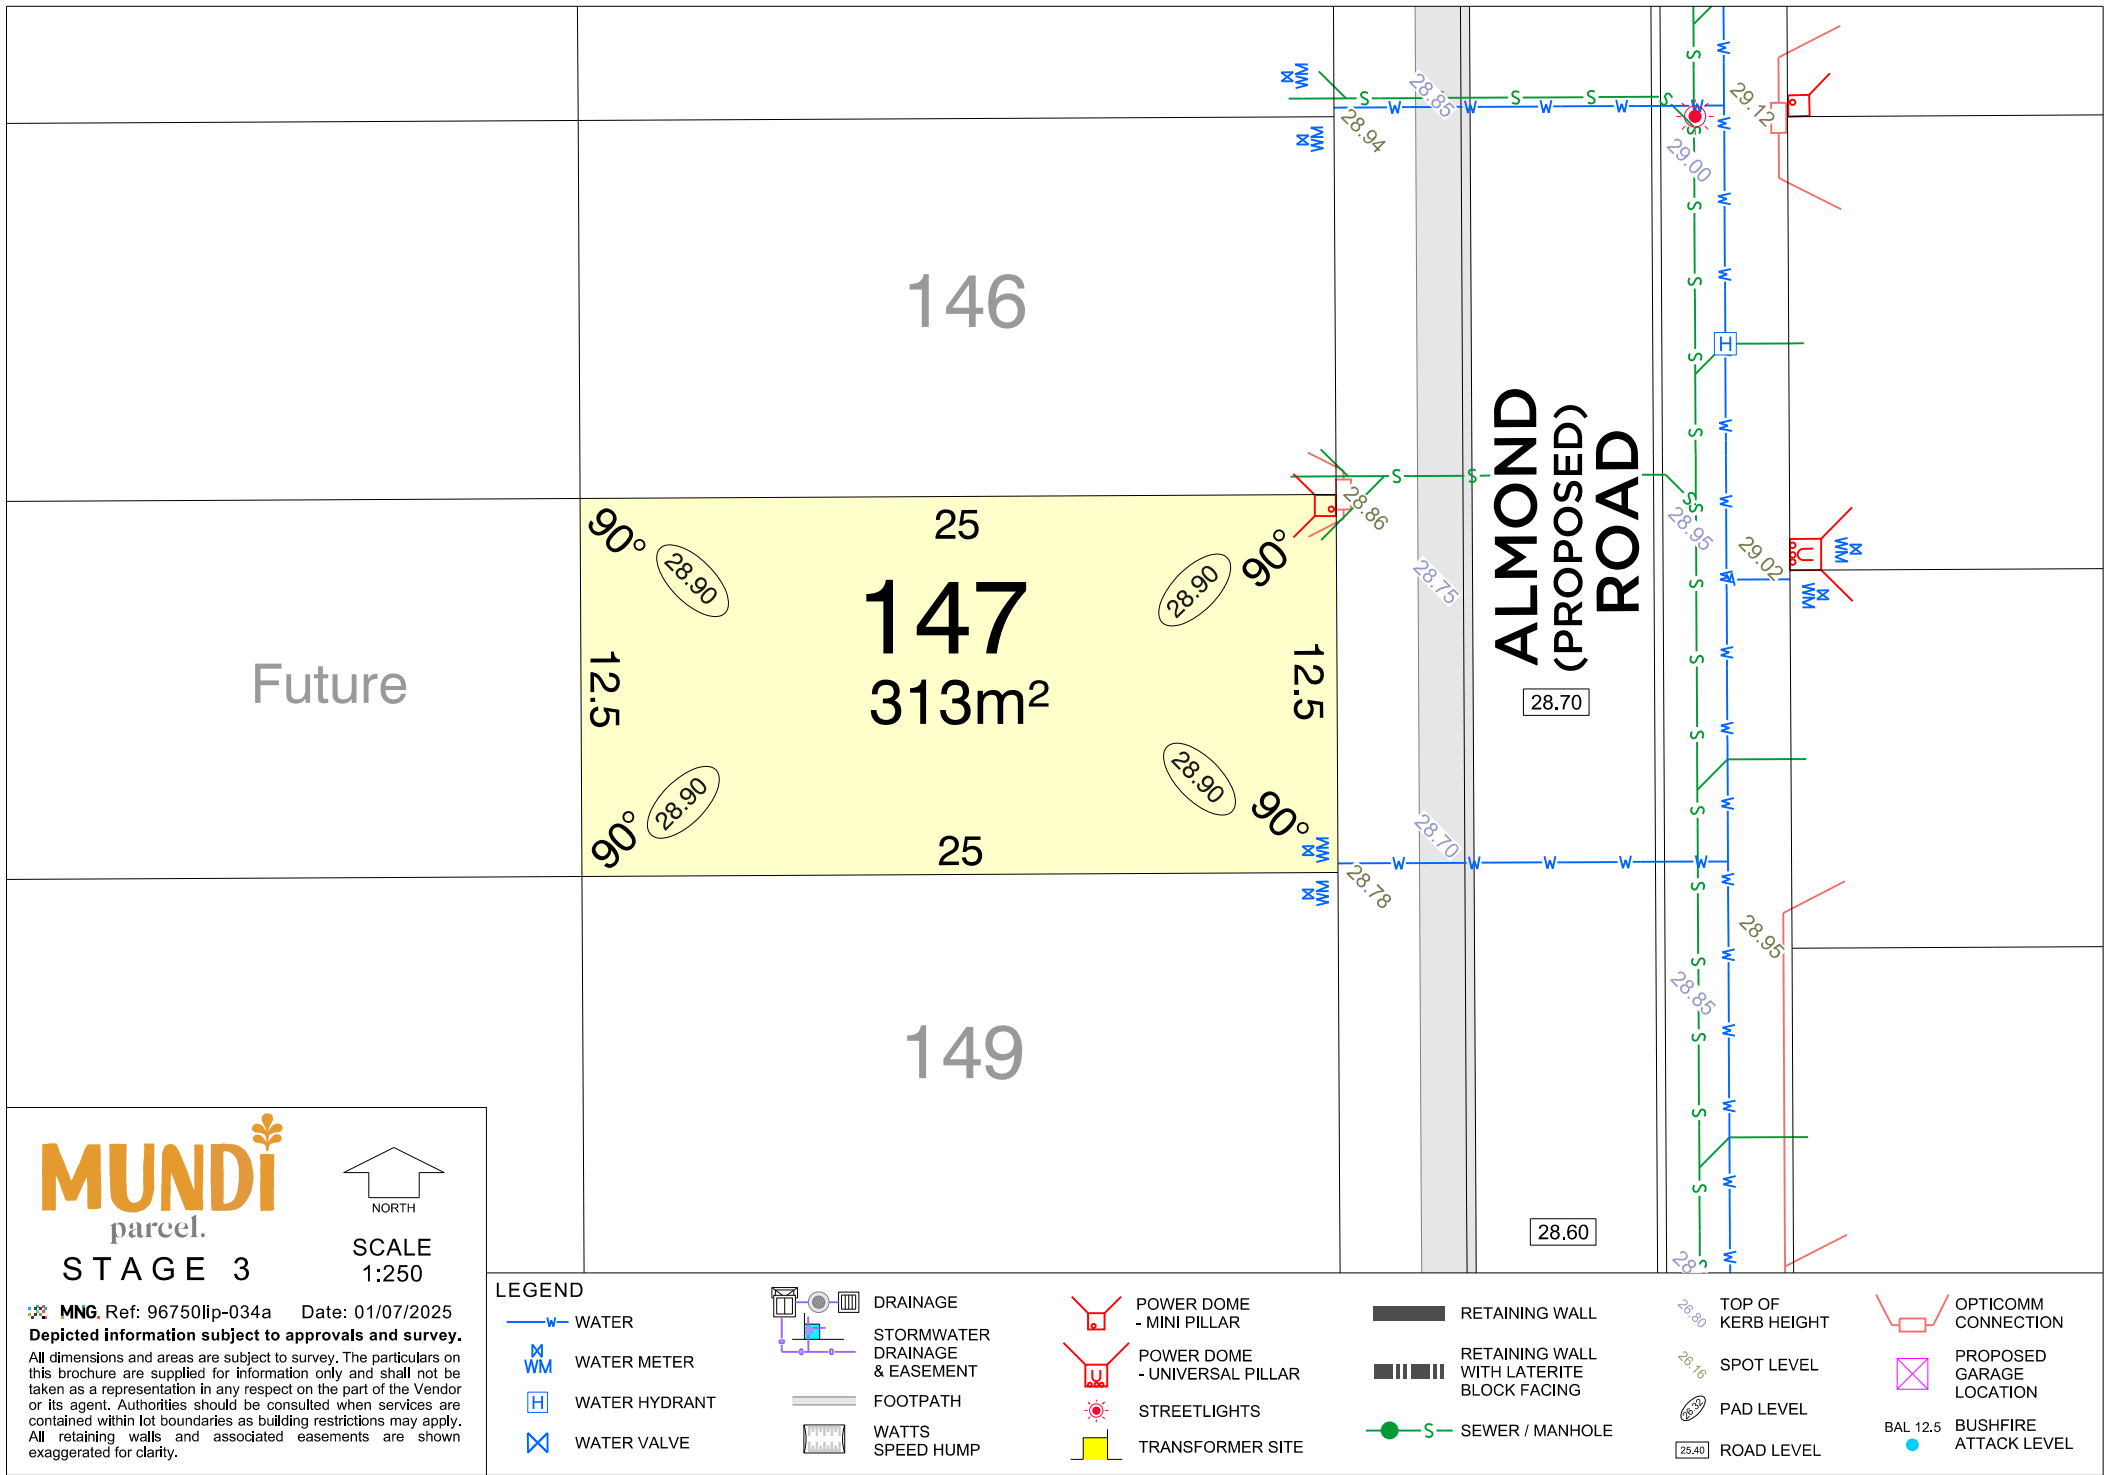 146
28.85
28.94
29.12
29.00
H
ALMOND
(PROPOSED)
ROAD
28.86
28.75
28.95
29.02
28.70
Future
90°
25
90°
28.90
28.90
147
313m²
12.5
12.5
28.90
28.90
90°
25
90°
WM
WM
WM
WM
WM
WM
28.70
28.78
28.95
28.85
149
28.60
28
MUNDI
parcel.
STAGE 3
NORTH
SCALE
1:250
MNG. Ref: 96750lip-034a Date: 01/07/2025
Depicted information subject to approvals and survey.
All dimensions and areas are subject to survey. The particulars on
this brochure are supplied for information only and shall not be
taken as a representation in any respect on the part of the Vendor
or its agent. Authorities should be consulted when services are
contained within lot boundaries as building restrictions may apply.
All retaining walls and associated easements are shown
exaggerated for clarity.
LEGEND
W WATER
WM WATER METER
H WATER HYDRANT
WATER VALVE
DRAINAGE
STORMWATER
DRAINAGE
& EASEMENT
FOOTPATH
WATTS
SPEED HUMP
POWER DOME
- MINI PILLAR
POWER DOME
- UNIVERSAL PILLAR
STREETLIGHTS
TRANSFORMER SITE
RETAINING WALL
RETAINING WALL
WITH LATERITE
BLOCK FACING
S SEWER / MANHOLE
26.80 TOP OF
KERB HEIGHT
26.16 SPOT LEVEL
26.32 PAD LEVEL
25.40 ROAD LEVEL
OPTICOMM
CONNECTION
PROPOSED
GARAGE
LOCATION
BAL 12.5 BUSHFIRE
ATTACK LEVEL